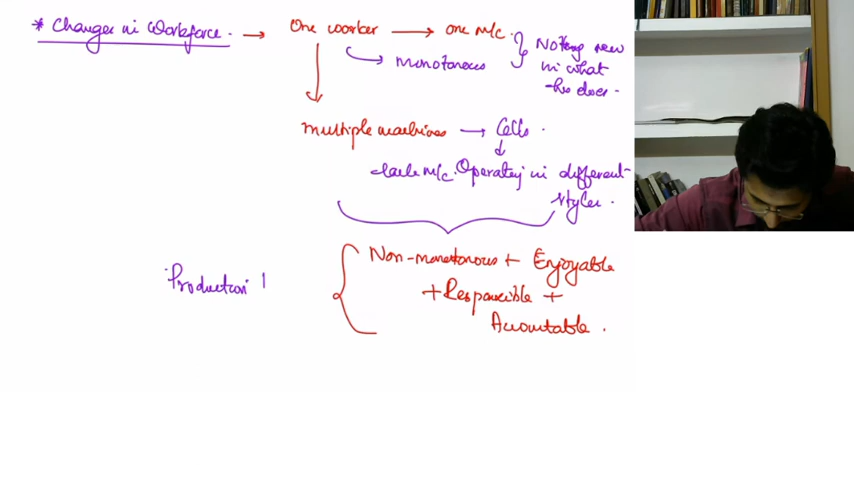 * Changes in Workforce. → One worker → one m/c.
→ monotonous
Nothing new
in what
he does -
multiple machines → Cells.
↓
Each m/c. Operatng in different
styles.
Non-monotonous + Enjoyable
+ Responsible +
Accountable.
Production